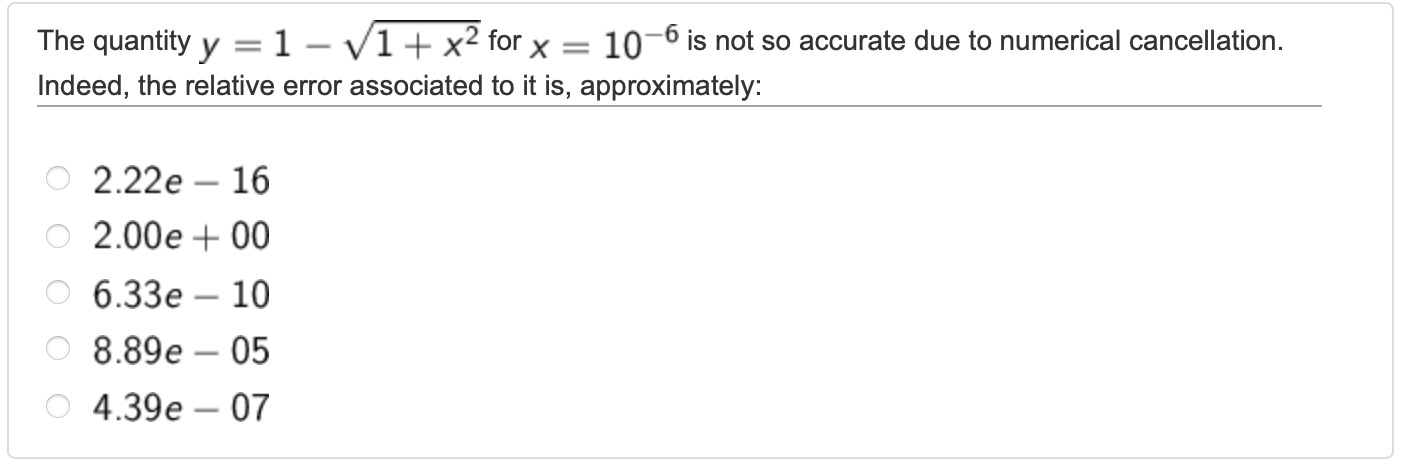 The quantity y = 1 − √1 + x² for x = 10⁻⁶ is not so accurate due to numerical cancellation.
Indeed, the relative error associated to it is, approximately:
2.22e − 16
2.00e + 00
6.33e − 10
8.89e − 05
4.39e − 07